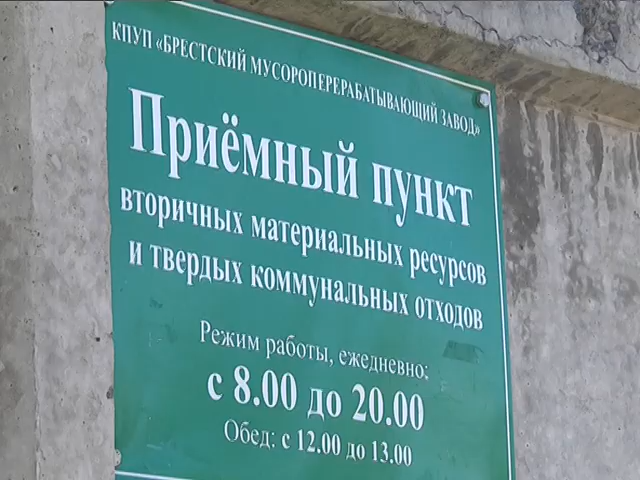 КПУП «БРЕСТСКИЙ МУСОРОПЕРЕРАБАТЫВАЮЩИЙ ЗАВОД»
Приёмный пункт
вторичных материальных ресурсов
и твердых коммунальных отходов
Режим работы, ежедневно:
с 8.00 до 20.00
Обед: с 12.00 до 13.00